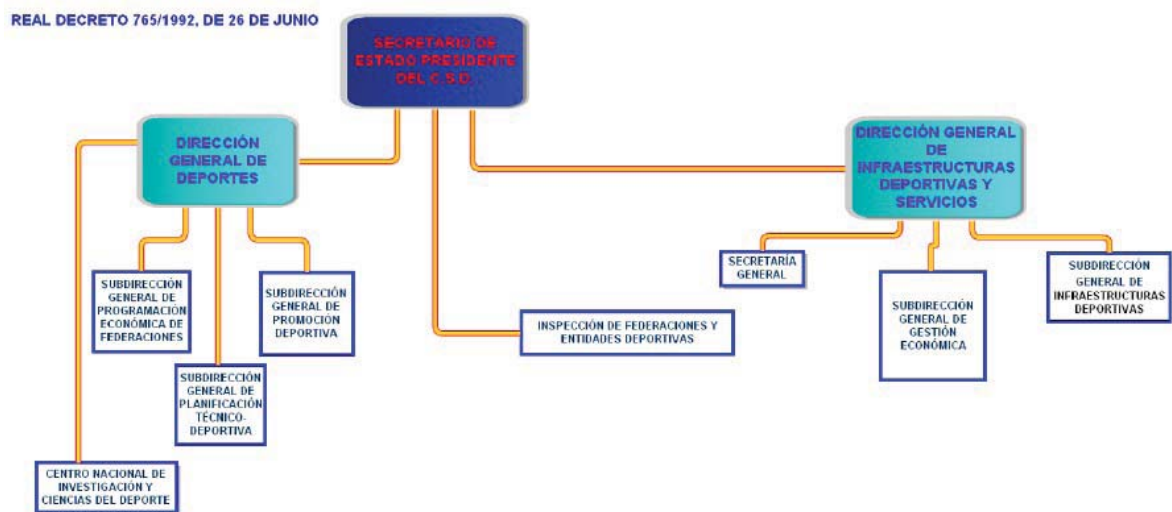 REAL DECRETO 765/1992, DE 26 DE JUNIO
SECRETARIO DE
ESTADO PRESIDENTE
DEL C.S.D.
DIRECCIÓN
GENERAL DE
DEPORTES
DIRECCIÓN GENERAL
DE
INFRAESTRUCTURAS
DEPORTIVAS Y
SERVICIOS
SUBDIRECCIÓN
GENERAL DE
PROGRAMACIÓN
ECONÓMICA DE
FEDERACIONES
SUBDIRECCIÓN
GENERAL DE
PROMOCIÓN
DEPORTIVA
SUBDIRECCIÓN
GENERAL DE
PLANIFICACIÓN
TÉCNICO-
DEPORTIVA
CENTRO NACIONAL DE
INVESTIGACIÓN Y
CIENCIAS DEL DEPORTE
INSPECCIÓN DE FEDERACIONES Y
ENTIDADES DEPORTIVAS
SECRETARÍA
GENERAL
SUBDIRECCIÓN
GENERAL DE
GESTIÓN
ECONÓMICA
SUBDIRECCIÓN
GENERAL DE
INFRAESTRUCTURAS
DEPORTIVAS